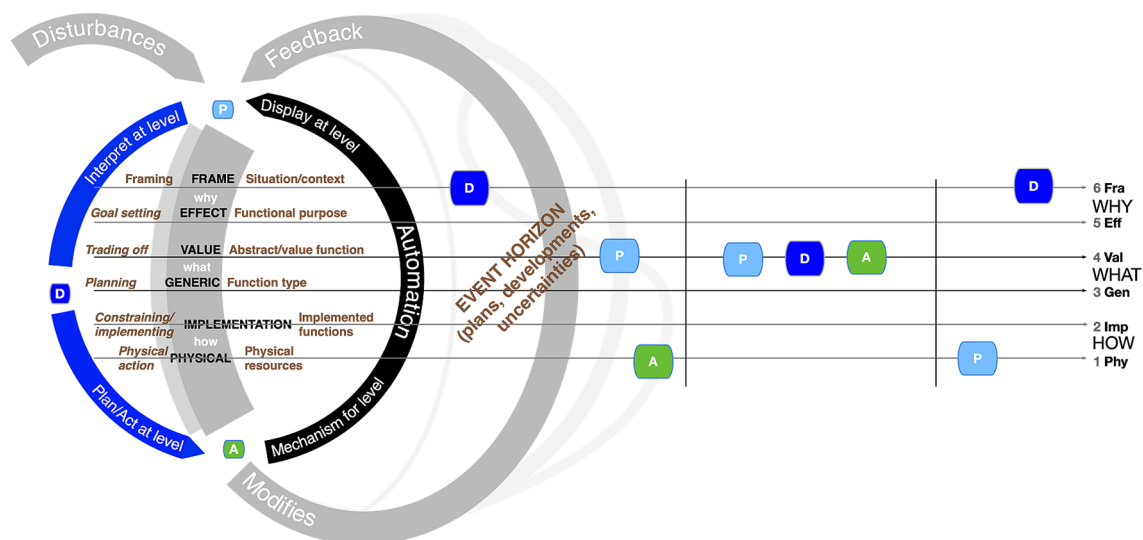 Disturbances
Feedback
P
Interpret at level
Display at level
Framing FRAME Situation/context
why
Goal setting EFFECT Functional purpose
Trading off VALUE Abstract/value function
what
Planning GENERIC Function type
D
Constraining/ implementing IMPLEMENTATION Implemented functions
how
Physical action PHYSICAL Physical resources
Plan/Act at level
Mechanism for level
Automation
A
Modifies
EVENT HORIZON
(plans, developments,
uncertainties)
D
P
A
P D A
D
P
6 Fra
WHY
5 Eff
4 Val
WHAT
3 Gen
2 Imp
HOW
1 Phy